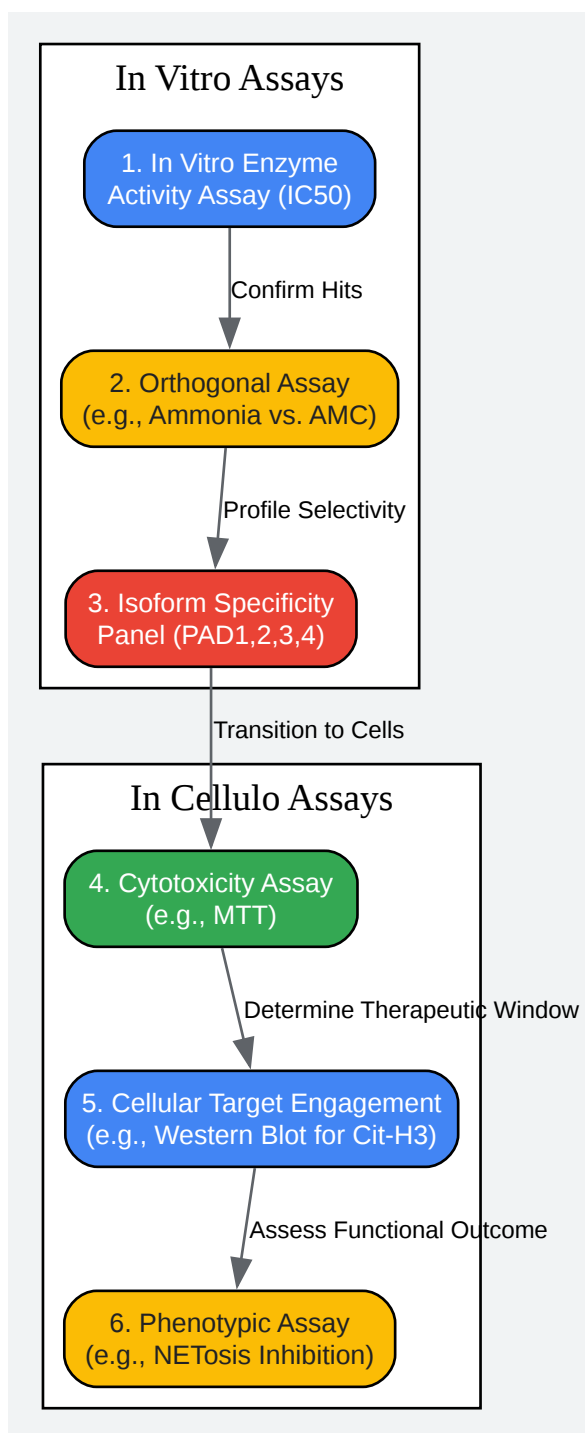 In Vitro Assays
1. In Vitro Enzyme
Activity Assay (IC50)
Confirm Hits
2. Orthogonal Assay
(e.g., Ammonia vs. AMC)
Profile Selectivity
3. Isoform Specificity
Panel (PAD1,2,3,4)
Transition to Cells
In Cellulo Assays
4. Cytotoxicity Assay
(e.g., MTT)
Determine Therapeutic Window
5. Cellular Target Engagement
(e.g., Western Blot for Cit-H3)
Assess Functional Outcome
6. Phenotypic Assay
(e.g., NETosis Inhibition)